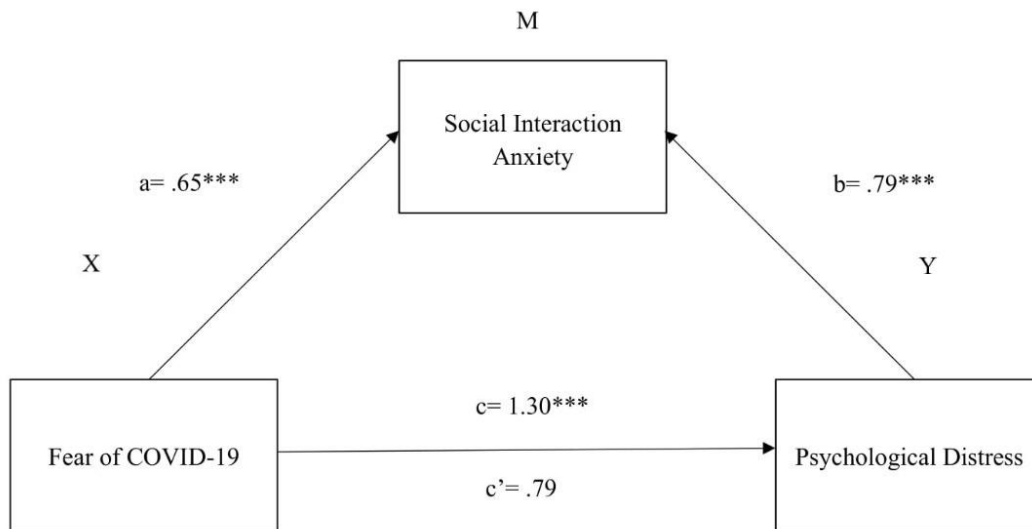 M
Social Interaction
Anxiety
a= .65***
b= .79***
X
Y
c= 1.30***
Fear of COVID-19
Psychological Distress
c’= .79